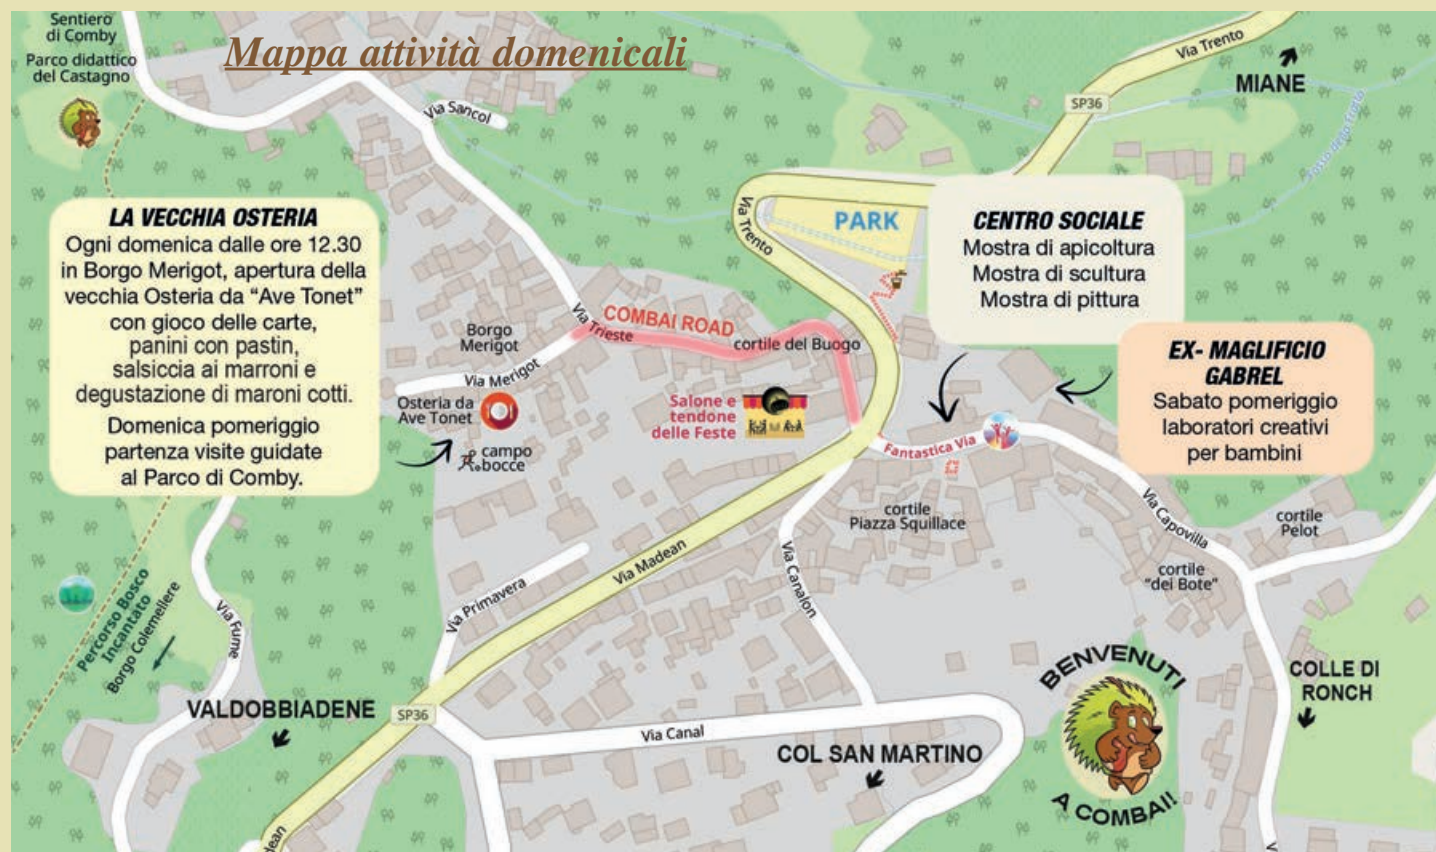 Mappa attività domenicali
Sentiero
di Comby
Parco didattico
del Castagno
Via Sancol
Via Trento
MIANE
SP36
LA VECCHIA OSTERIA
Ogni domenica dalle ore 12.30
in Borgo Merigot, apertura della
vecchia Osteria da “Ave Tonet”
con gioco delle carte,
panini con pastin,
salsiccia ai marroni e
degustazione di maroni cotti.
Domenica pomeriggio
partenza visite guidate
al Parco di Comby.
Via Trento
PARK
CENTRO SOCIALE
Mostra di apicoltura
Mostra di scultura
Mostra di pittura
Via Trieste
COMBAI ROAD
cortile del Buogo
Borgo
Merigot
Via Merigot
EX- MAGLIFICIO
GABREL
Sabato pomeriggio
laboratori creativi
per bambini
Osteria da
Ave Tonet
campo
bocce
Salone e
tendone
delle Feste
Fantastica Via
cortile
Piazza Squillace
Via Capovilla
cortile
Pelot
cortile
“dei Bote”
Via Madean
Via Canalon
Via Primavera
Percorso Bosco
Incantato
Borgo Colemellere
Via Fume
VALDOBBIADENE
SP36
Via Canal
COL SAN MARTINO
BENVENUTI
A COMBAI!
COLLE DI
RONCH